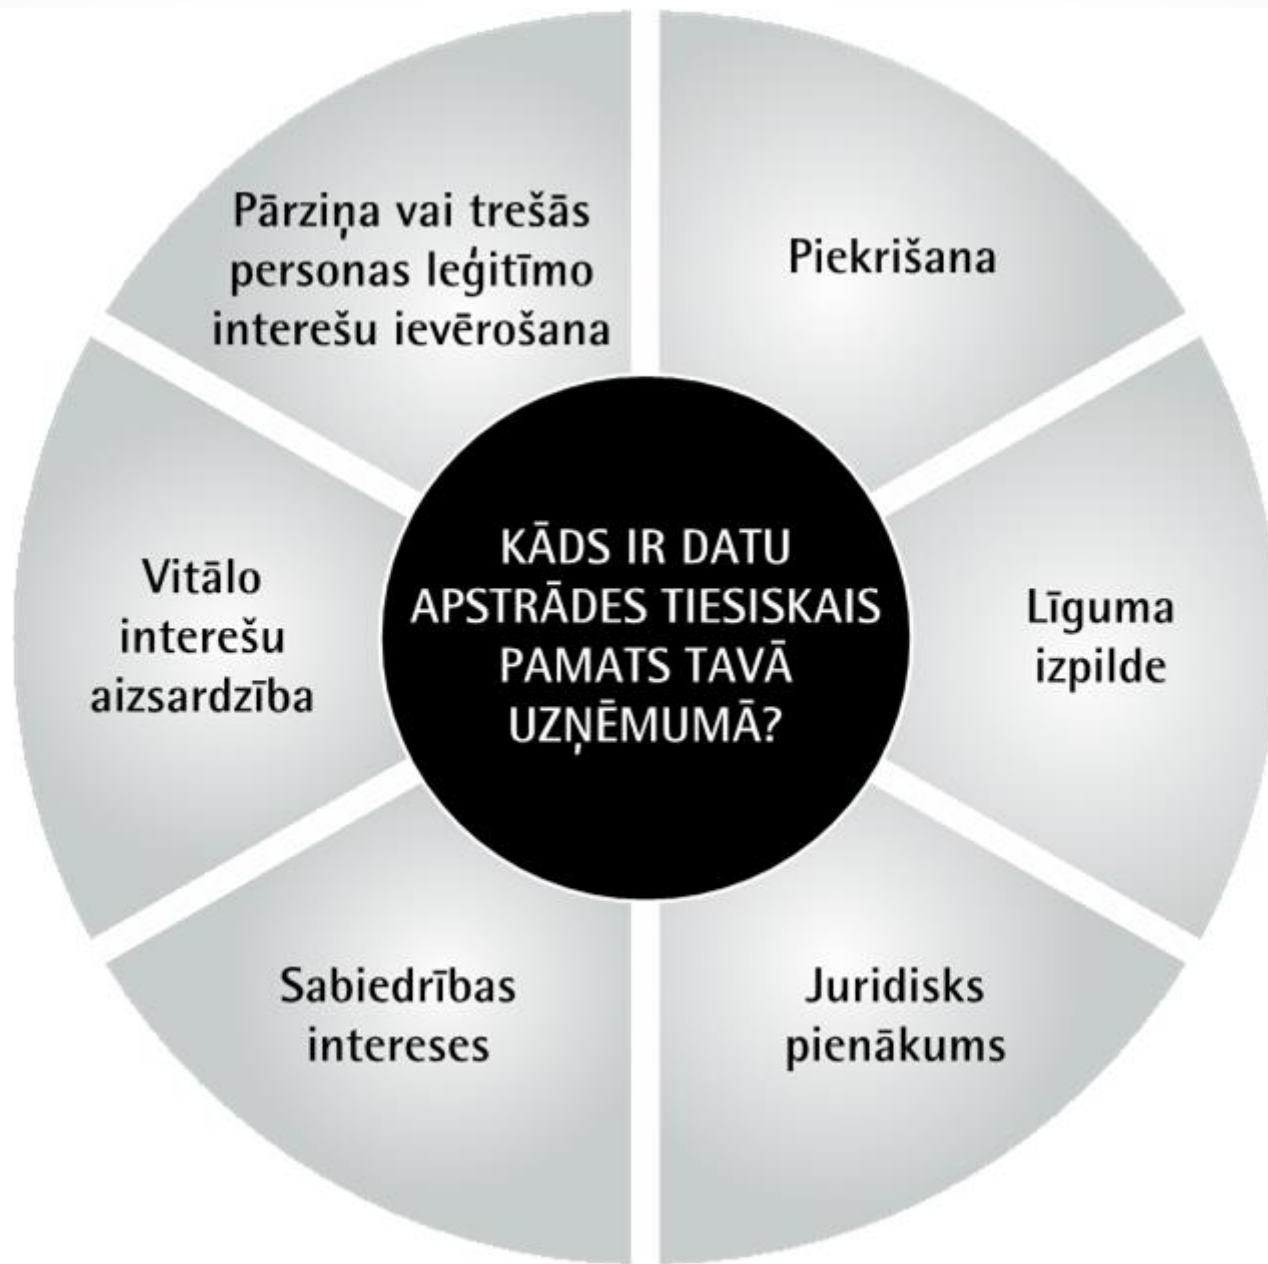 Pārziņa vai trešās
personas leģitīmo
interešu ievērošana
Piekrišana
Vitālo
interešu
aizsardzība
KĀDS IR DATU
APSTRĀDES TIESISKAIS
PAMATS TAVĀ
UZŅĒMUMĀ?
Līguma
izpilde
Sabiedrības
intereses
Juridisks
pienākums